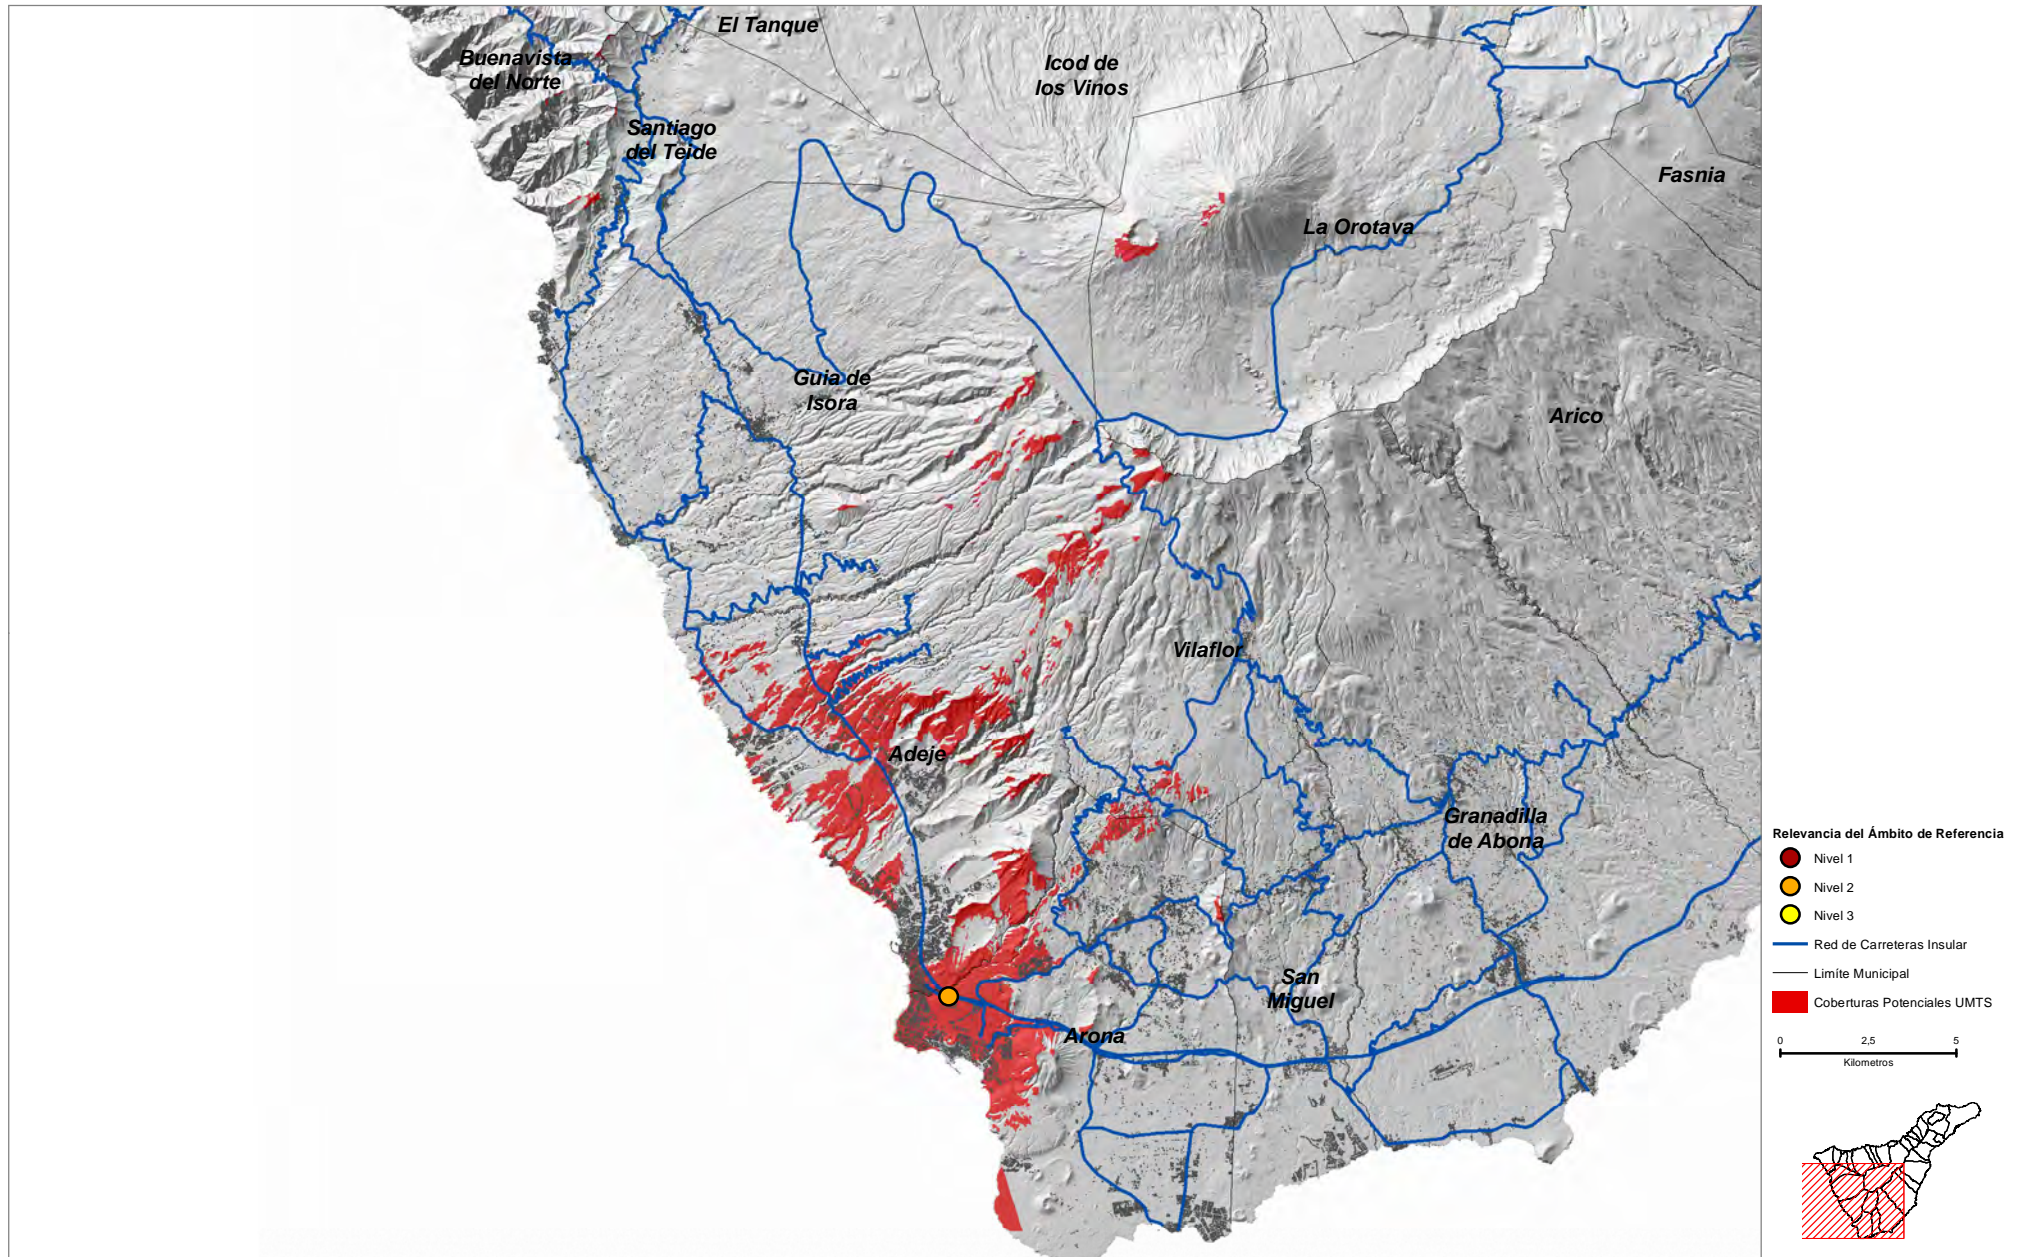 El Tanque
Buenavista
del Norte
Icod de
los Vinos
Santiago
del Teide
Fasnia
La Orotava
Guia de
Isora
Arico
Vilaflor
Adeje
Granadilla
de Abona
San
Miguel
Arona
Relevancia del Ámbito de Referencia
Nivel 1
Nivel 2
Nivel 3
Red de Carreteras Insular
Limíte Municipal
Coberturas Potenciales UMTS
0 2,5 5
Kilometros